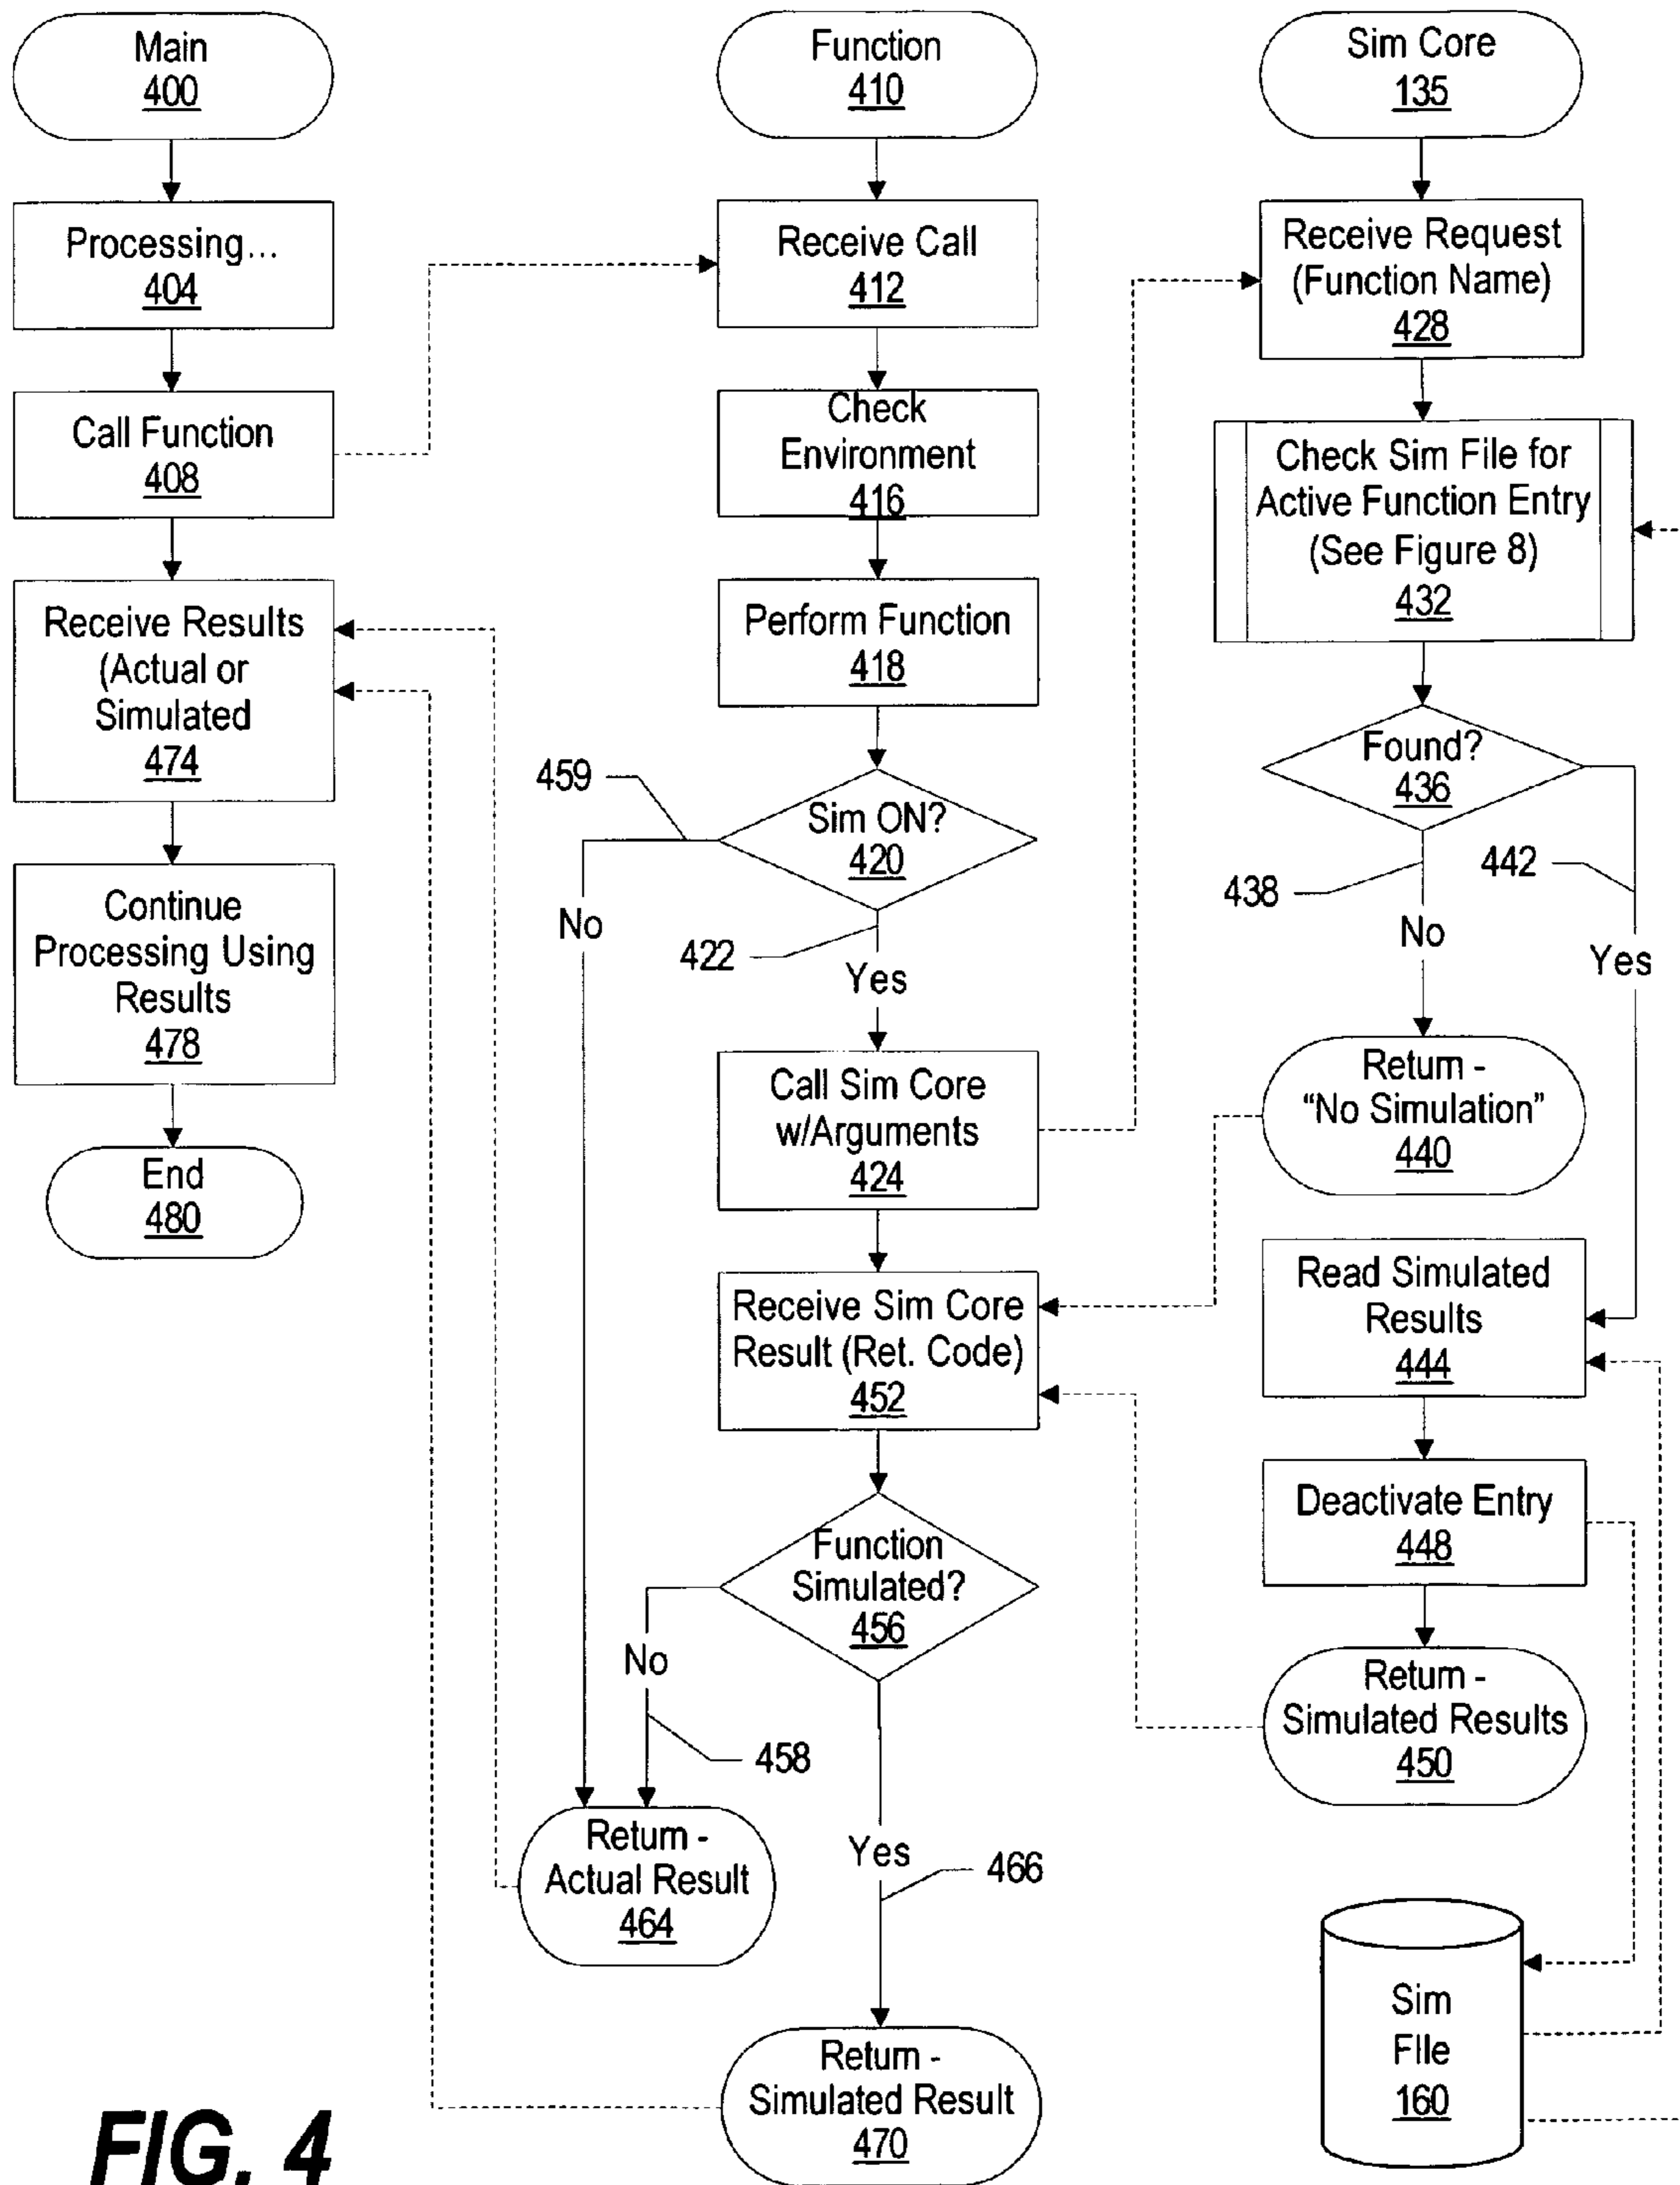 Main
400
Processing...
404
Call Function
408
Receive Results
(Actual or
Simulated
474
Continue
Processing Using
Results
478
End
480
Function
410
Receive Call
412
Check
Environment
416
Perform Function
418
459
Sim ON?
420
No
422
Yes
Call Sim Core
w/Arguments
424
Receive Sim Core
Result (Ret. Code)
452
Function
Simulated?
456
No
458
Return -
Actual Result
464
Yes
466
Return -
Simulated Result
470
Sim Core
135
Receive Request
(Function Name)
428
Check Sim File for
Active Function Entry
(See Figure 8)
432
Found?
436
438
442
No
Yes
Return -
“No Simulation”
440
Read Simulated
Results
444
Deactivate Entry
448
Return -
Simulated Results
450
Sim
FIle
160
FIG. 4